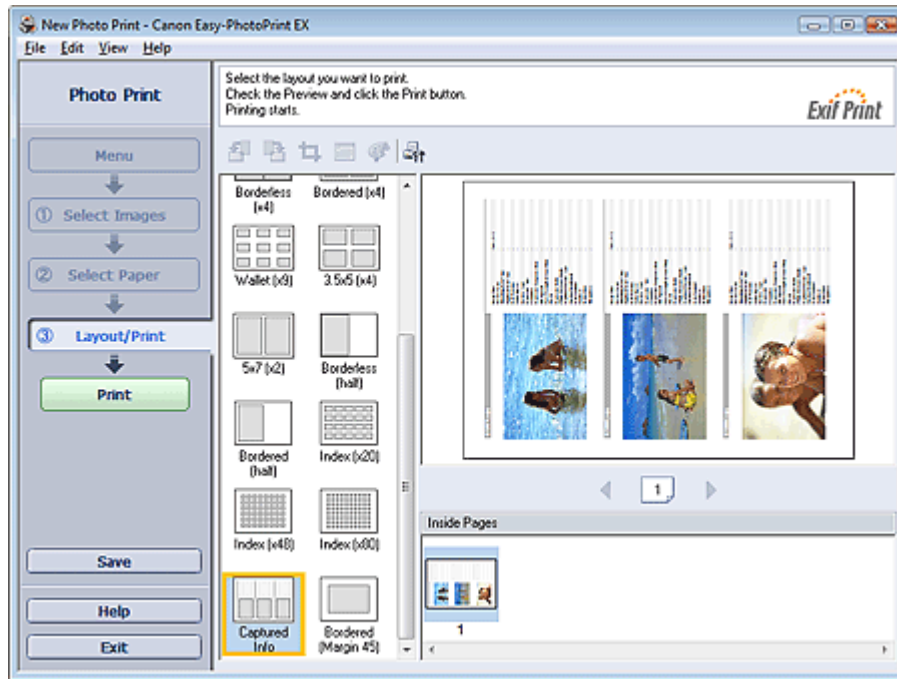 New Photo Print - Canon Easy-PhotoPrint EX
File Edit View Help
Photo Print
Select the layout you want to print.
Check the Preview and click the Print button.
Printing starts.
Exif Print
Menu
① Select Images
② Select Paper
③ Layout/Print
Print
Save
Help
Exit
Borderless
(x4)
Bordered (x4)
Wallet (x9)
3.5x5 (x4)
5x7 (x2)
Borderless
(half)
Bordered
(half)
Index (x20)
Index (x48)
Index (x80)
Captured
Info
Bordered
(Margin 45)
1
Inside Pages
1